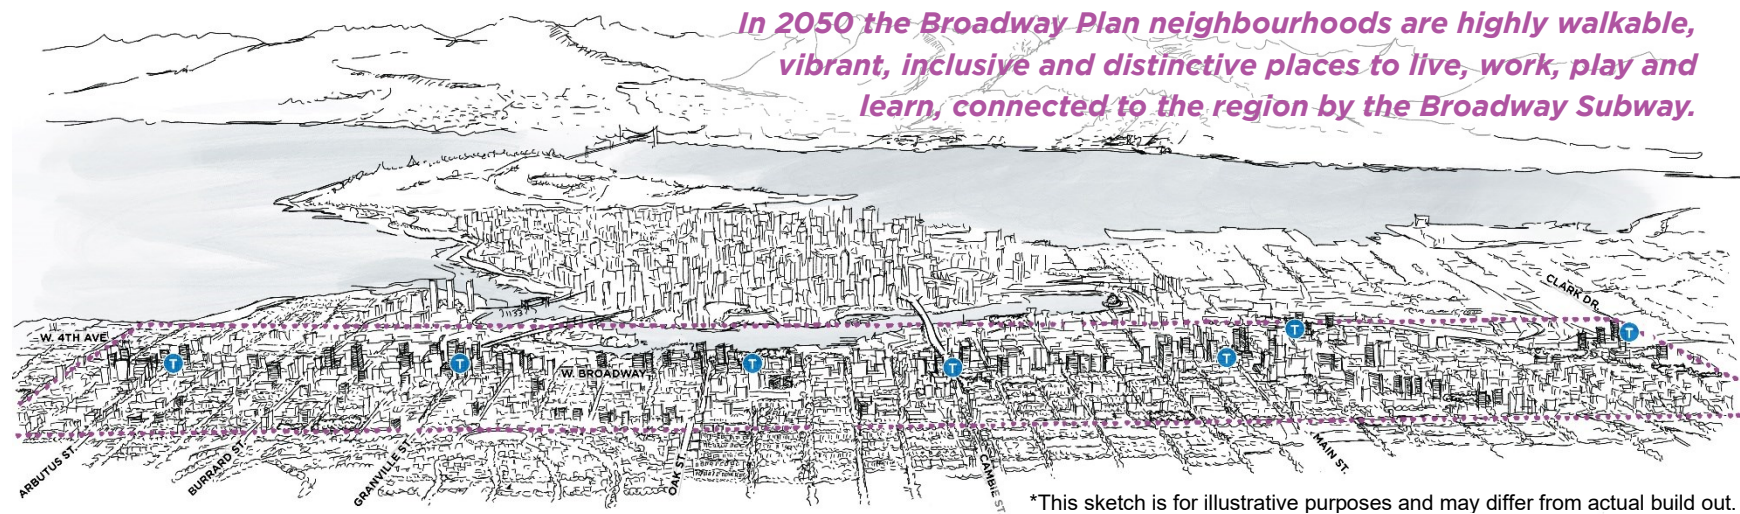 In 2050 the Broadway Plan neighbourhoods are highly walkable,
vibrant, inclusive and distinctive places to live, work, play and
learn, connected to the region by the Broadway Subway.
CLARK DR.
W. 4TH AVE
T
T
T
T
T
T
T
W. BROADWAY
ARBUTUS ST.
BURRARD ST.
GRANVILLE ST.
OAK ST.
CAMBIE ST
MAIN ST.
*This sketch is for illustrative purposes and may differ from actual build out.